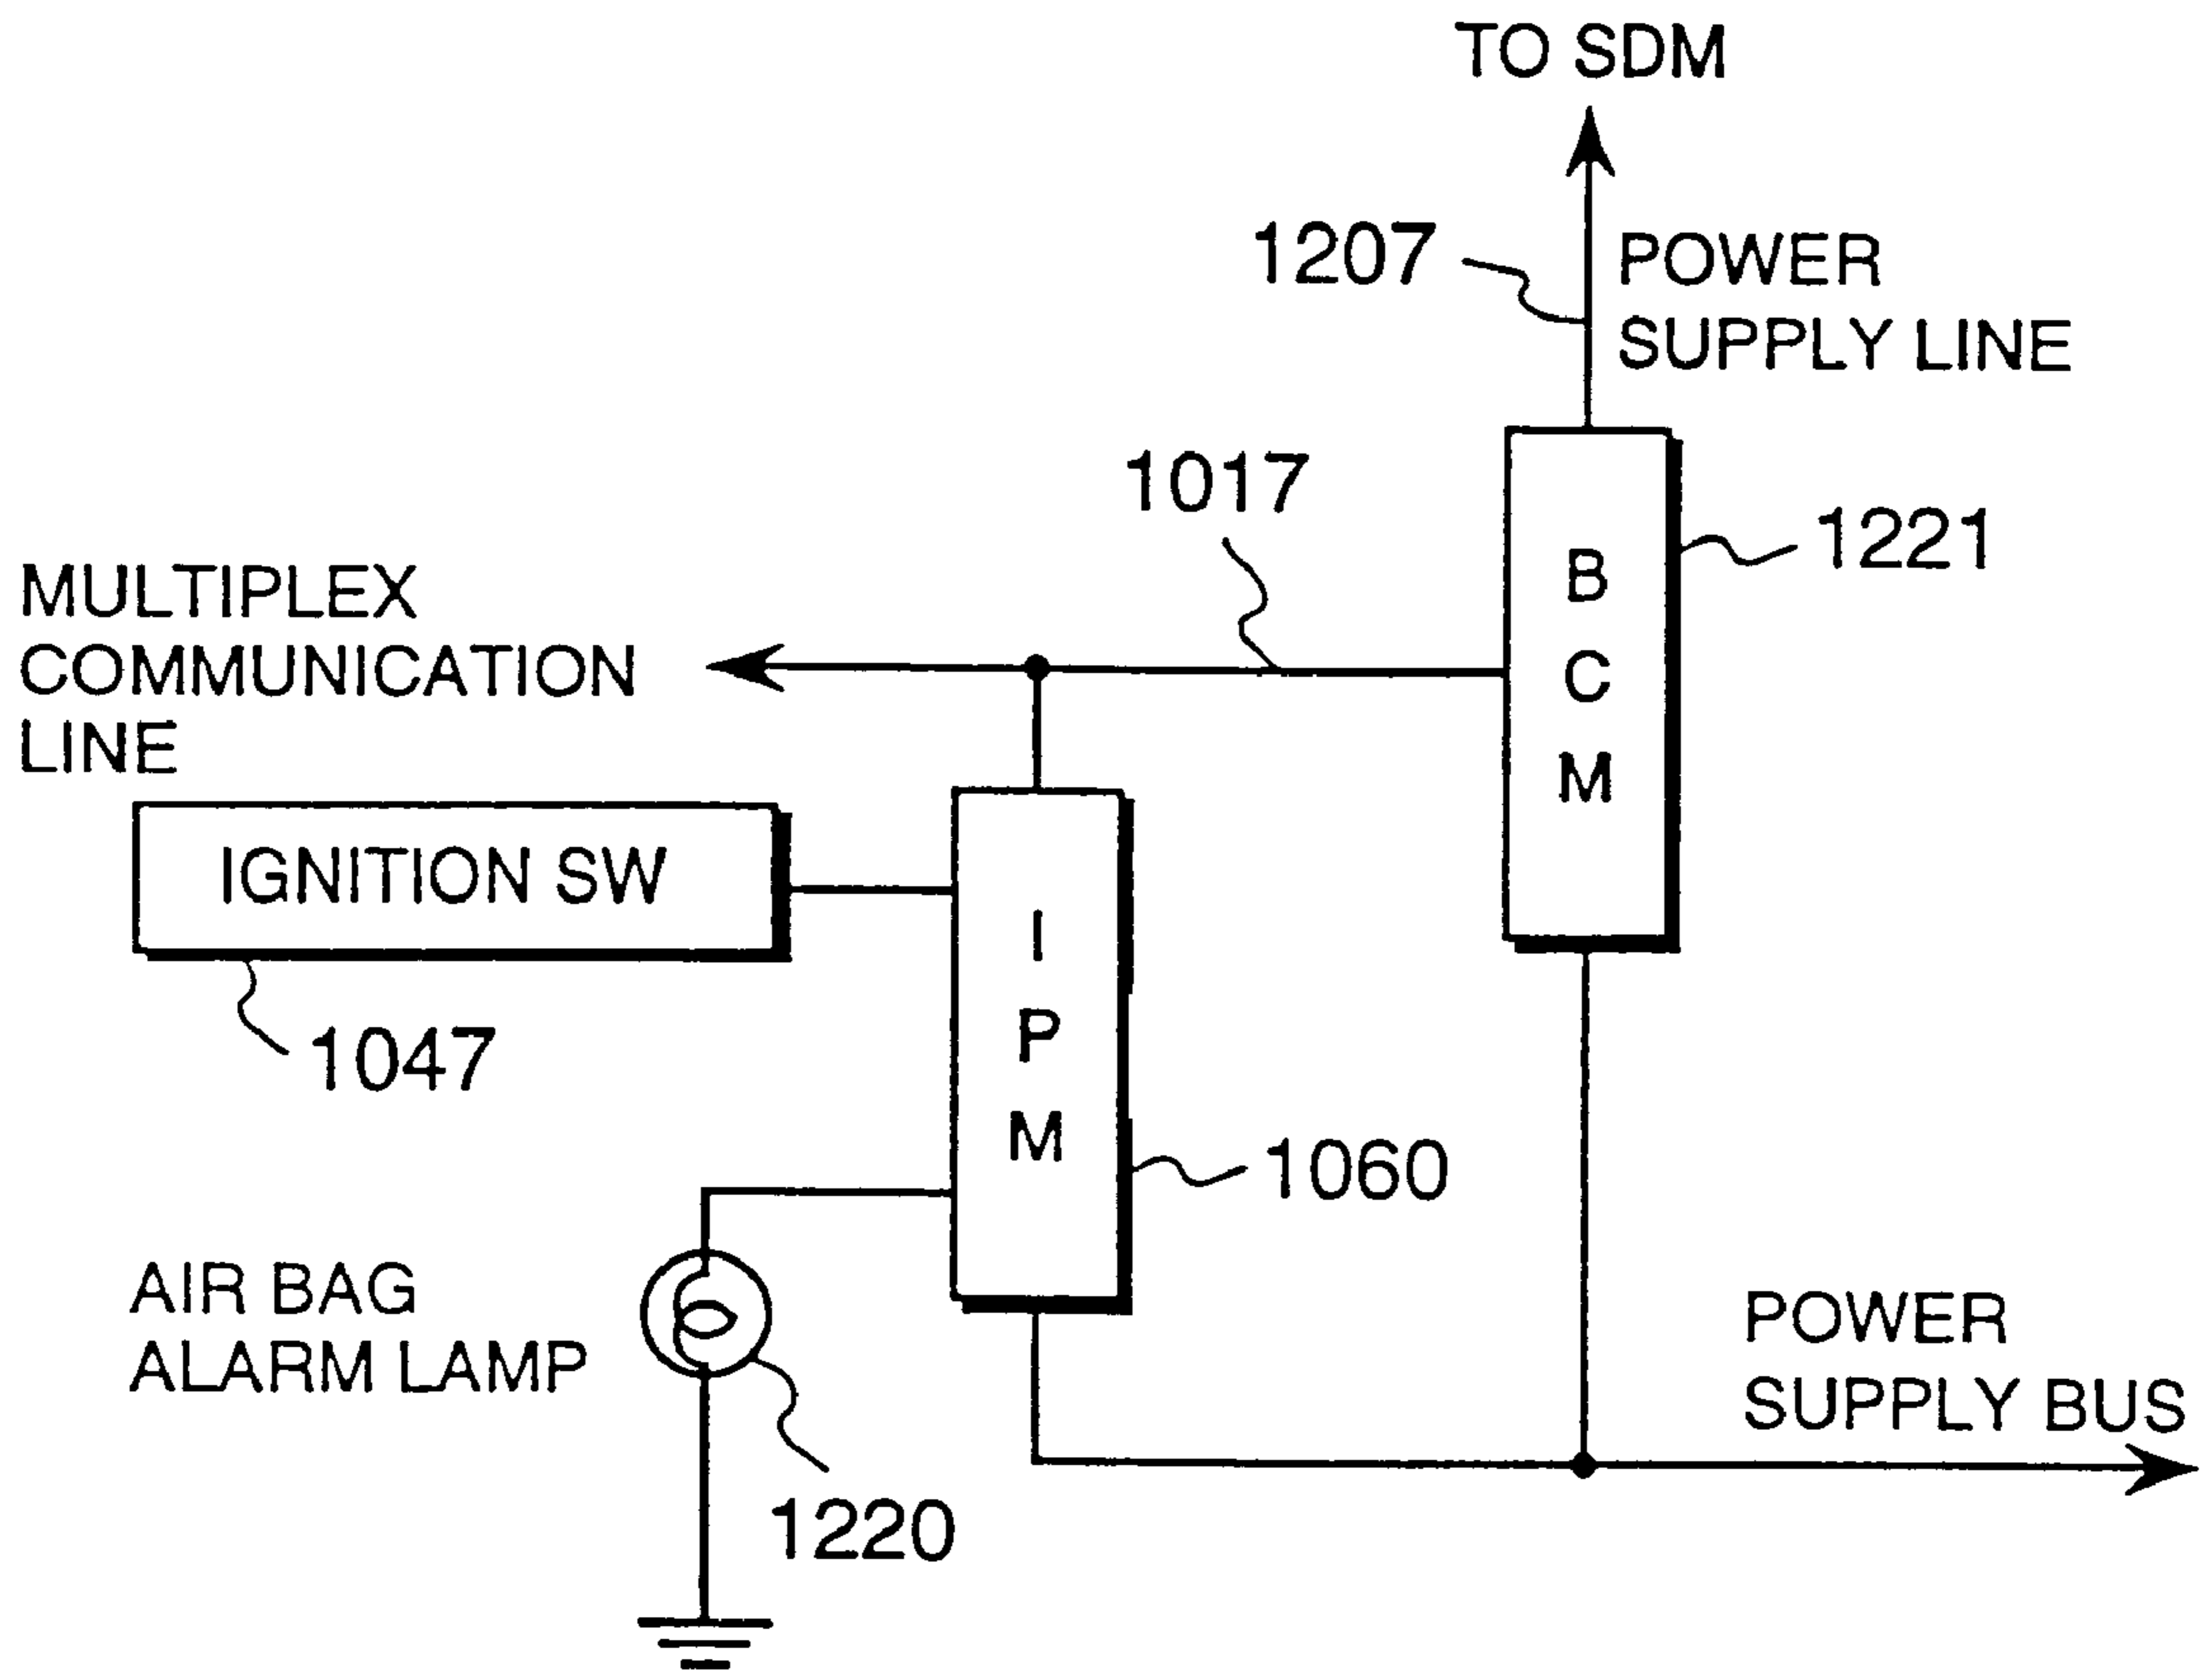 TO SDM
1207
POWER
SUPPLY LINE
1017
1221
B
C
M
MULTIPLEX
COMMUNICATION
LINE
IGNITION SW
1047
I
P
M
1060
AIR BAG
ALARM LAMP
1220
POWER
SUPPLY BUS